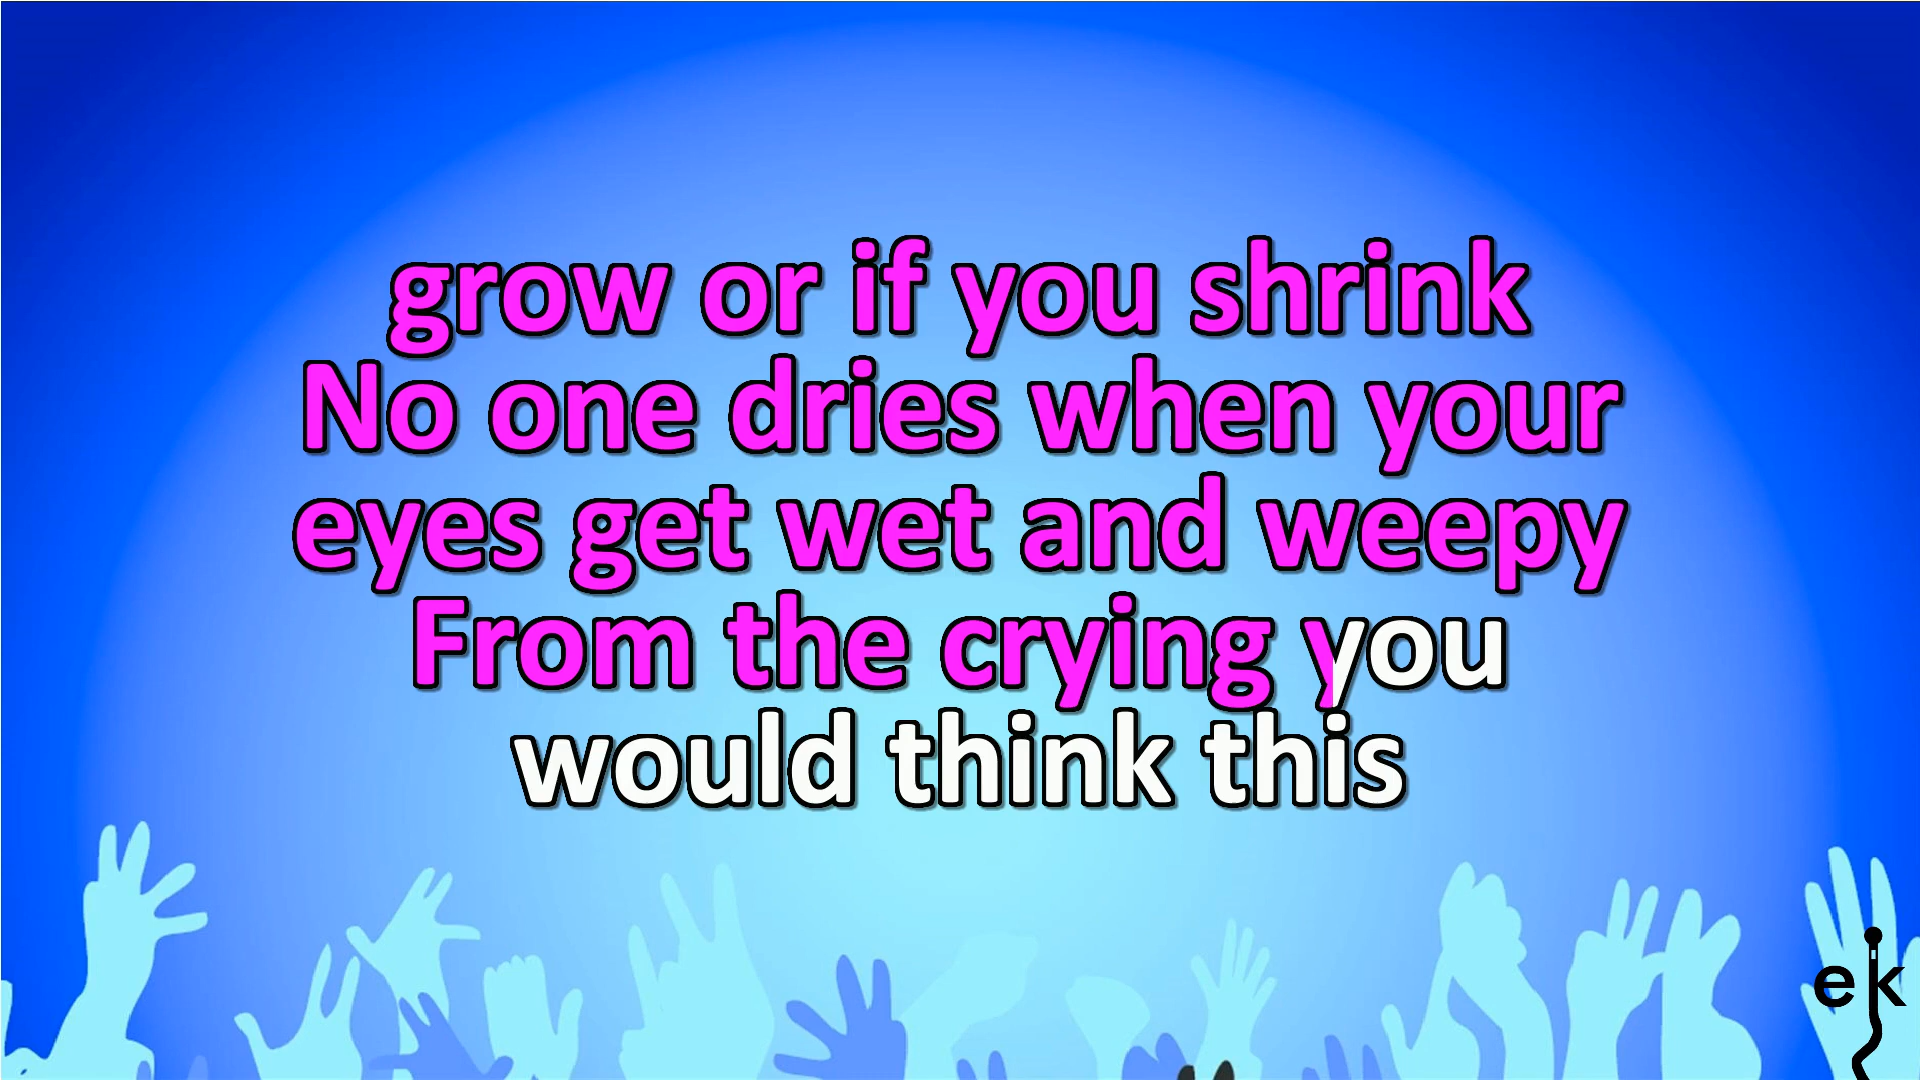 grow or if you shrink
No one dries when your
eyes get wet and weepy
From the crying you
would think this
ek